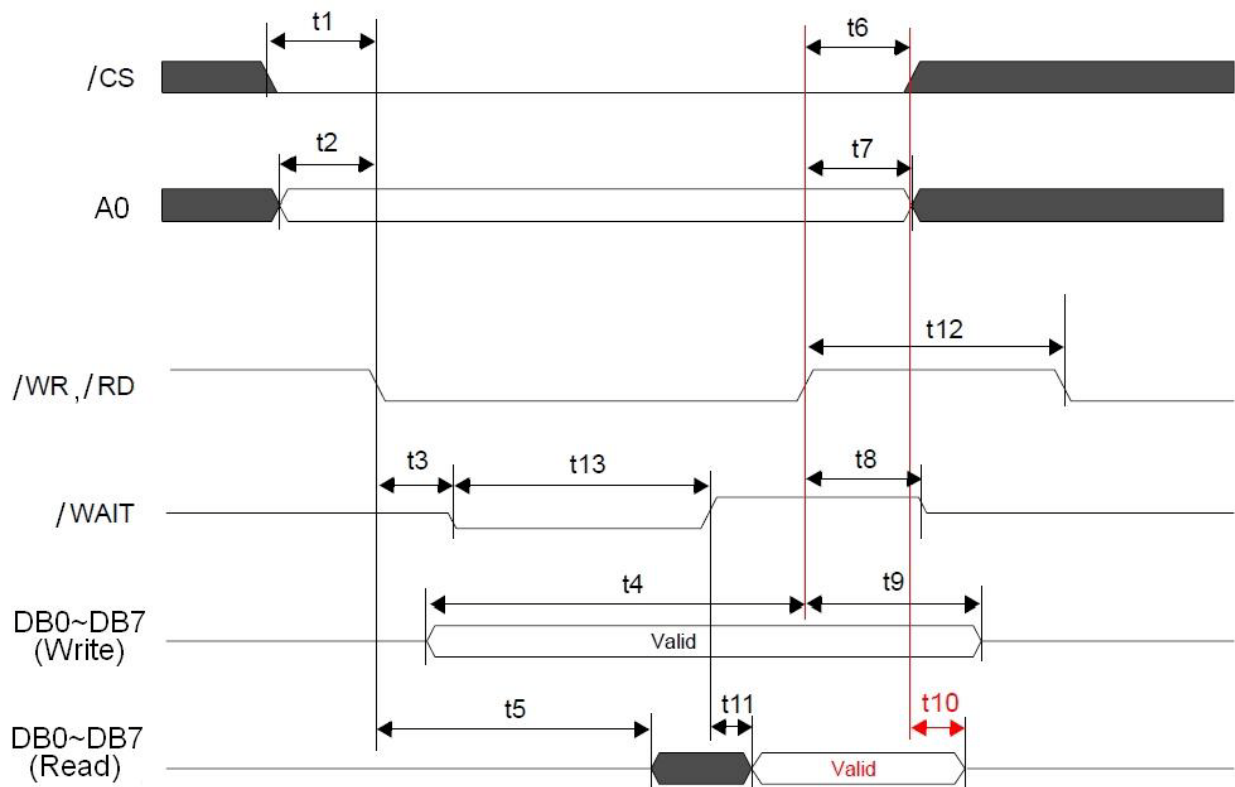 t1
t6
/CS
t2
t7
A0
t12
/WR ,/RD
t3
t13
t8
/WAIT
t4
t9
DB0~DB7
(Write)
Valid
t5
t11
t10
DB0~DB7
(Read)
Valid